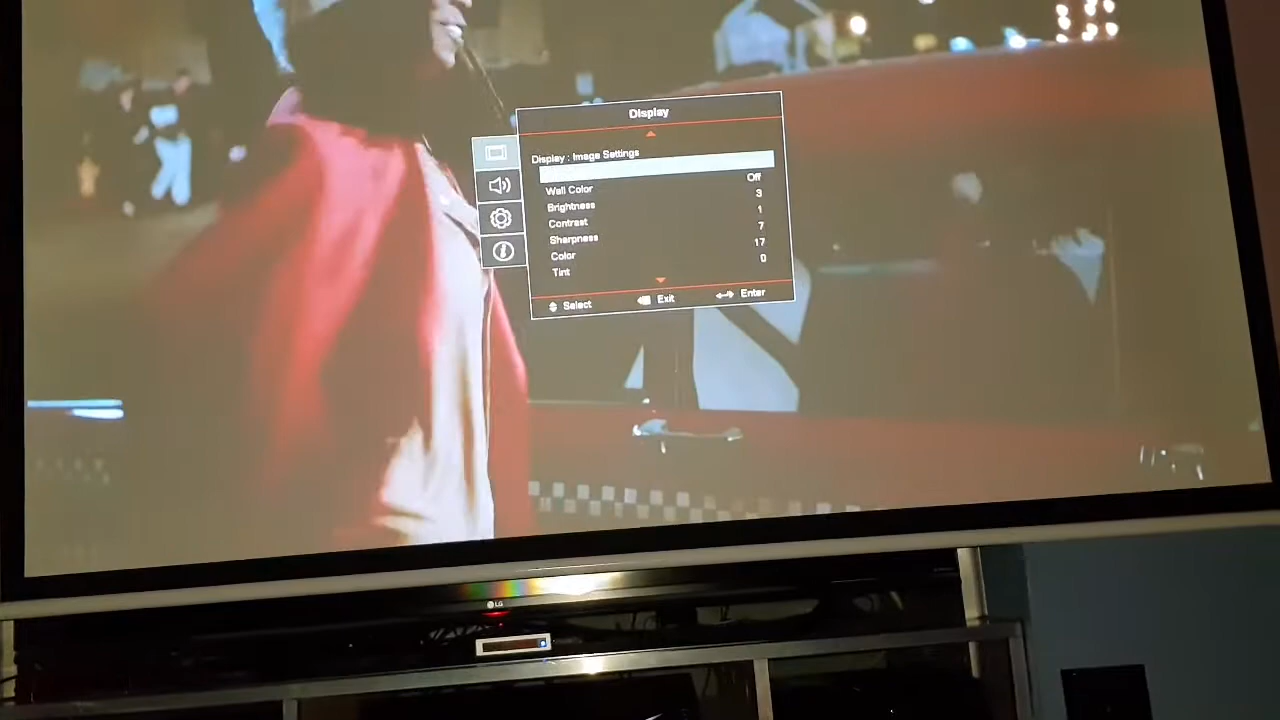 Display
Display : Image Settings
Wall Color Off
Brightness 3
Contrast 1
Sharpness 7
Color 17
Tint 0
Select Exit Enter
LG